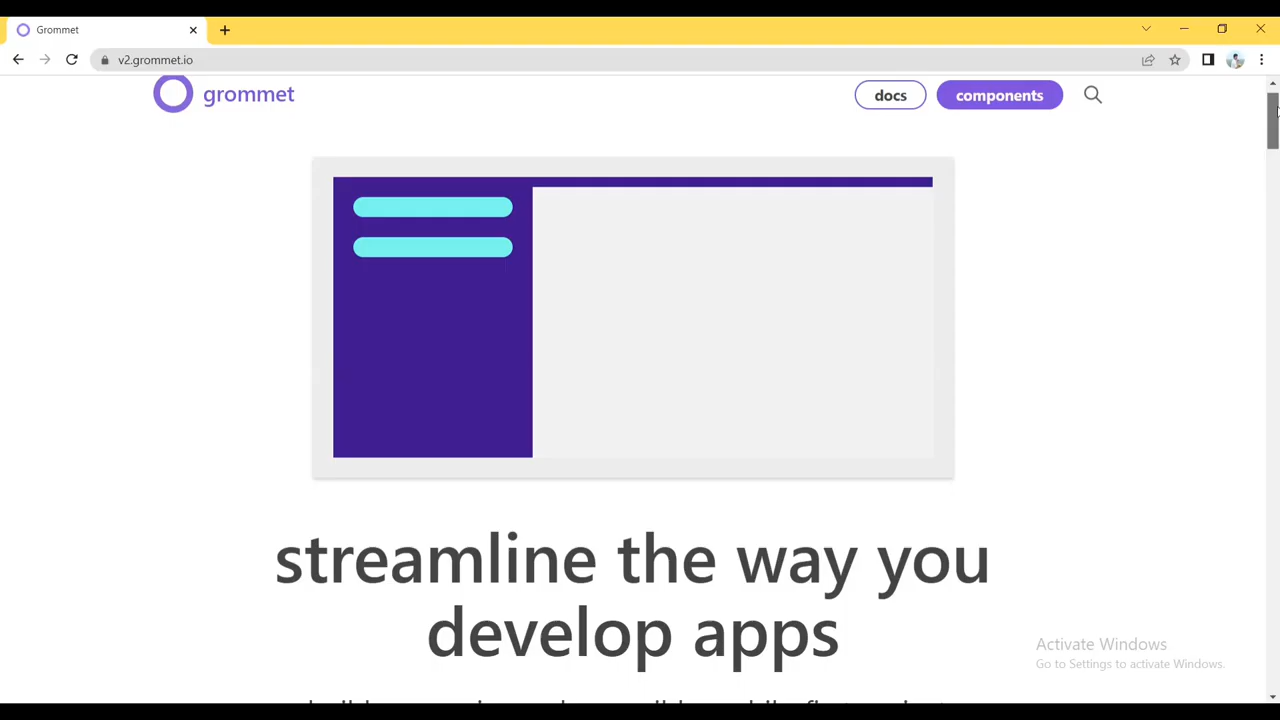 Grommet
v2.grommet.io
grommet
docs
components
streamline the way you
develop apps
Activate Windows
Go to Settings to activate Windows.